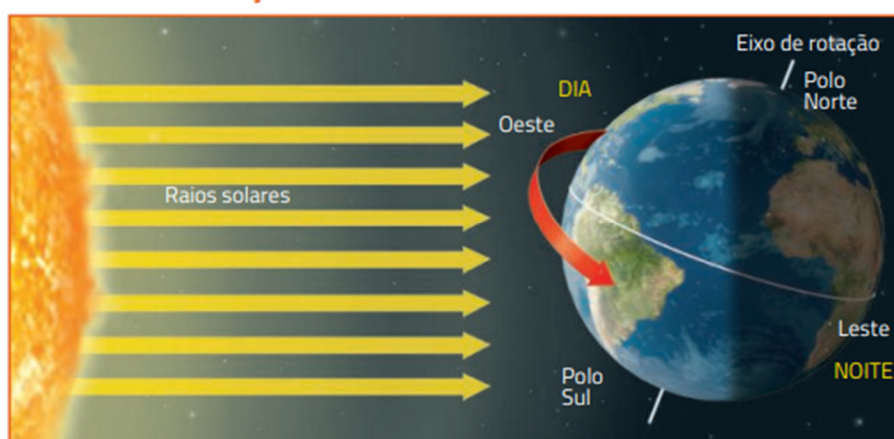 Eixo de rotação
Polo
Norte
DIA
Oeste
Raios solares
Leste
NOITE
Polo
Sul